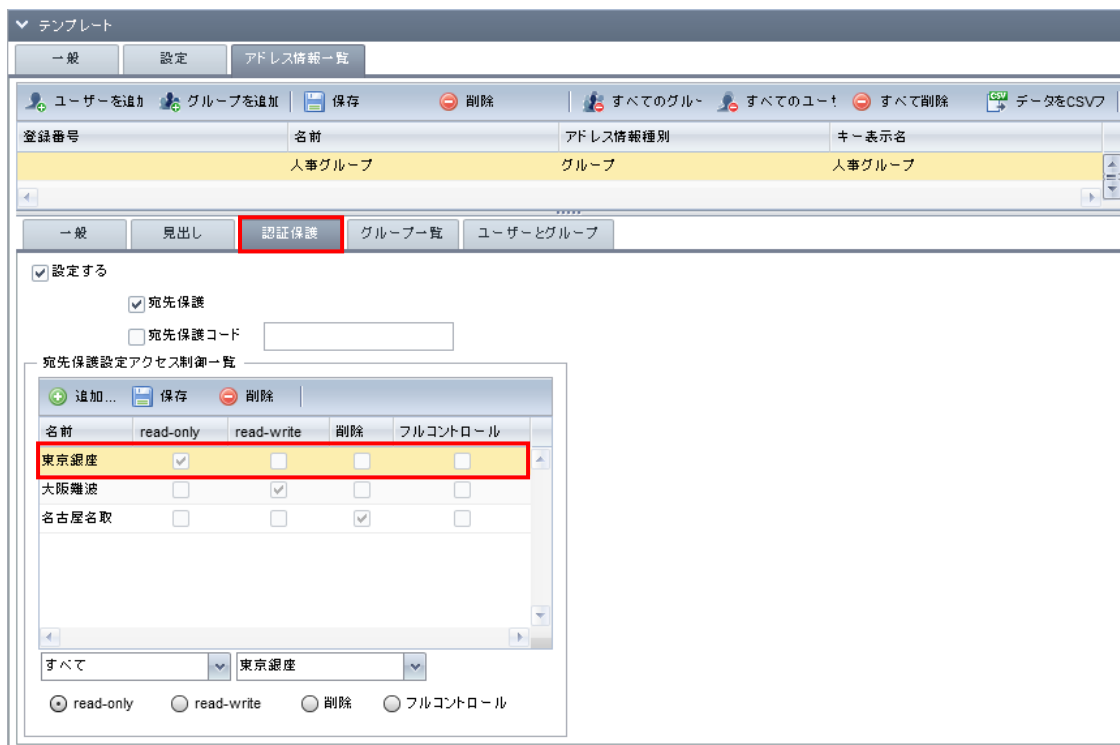 テンプレート
一般 設定 アドレス情報一覧
ユーザーを追加 グループを追加 保存 削除 すべてのグルー すべてのユー すべて削除 データをCSVフ
登録番号 名前 アドレス情報種別 キー表示名
人事グループ グループ 人事グループ
一般 見出し 認証保護 グループ一覧 ユーザーとグループ
設定する
宛先保護
宛先保護コード
宛先保護設定アクセス制御一覧
追加... 保存 削除
名前 read-only read-write 削除 フルコントロール
東京銀座
大阪難波
名古屋名取
すべて 東京銀座
read-only read-write 削除 フルコントロール